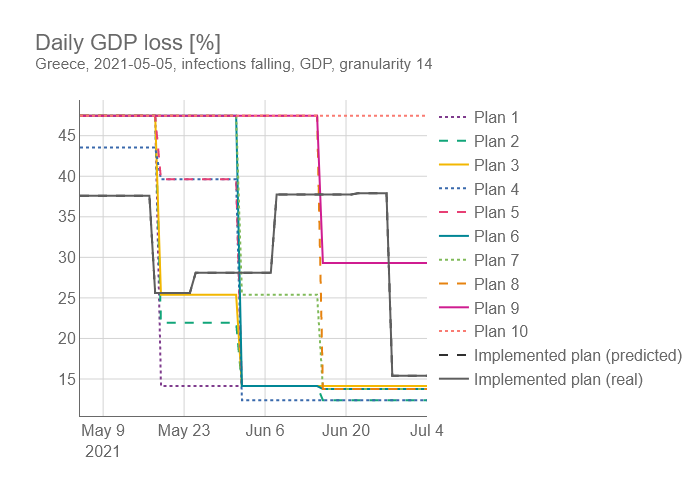 Daily GDP loss [%]
Greece, 2021-05-05, infections falling, GDP, granularity 14
45
40
35
30
25
20
15
May 9
2021
May 23
Jun 6
Jun 20
Jul 4
Plan 1
Plan 2
Plan 3
Plan 4
Plan 5
Plan 6
Plan 7
Plan 8
Plan 9
Plan 10
Implemented plan (predicted)
Implemented plan (real)